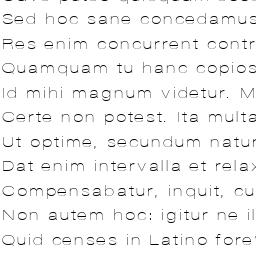 Sed hoc sane concedamus
Res enim concurrent contr
Quamquam tu hanc copios
Id mihi magnum videtur. M
Certe non potest. Ita multa
Ut optime, secundum natur
Dat enim intervalla et relax
Compensabatur, inquit, cu
Non autem hoc: igitur ne il
Quid censes in Latino fore